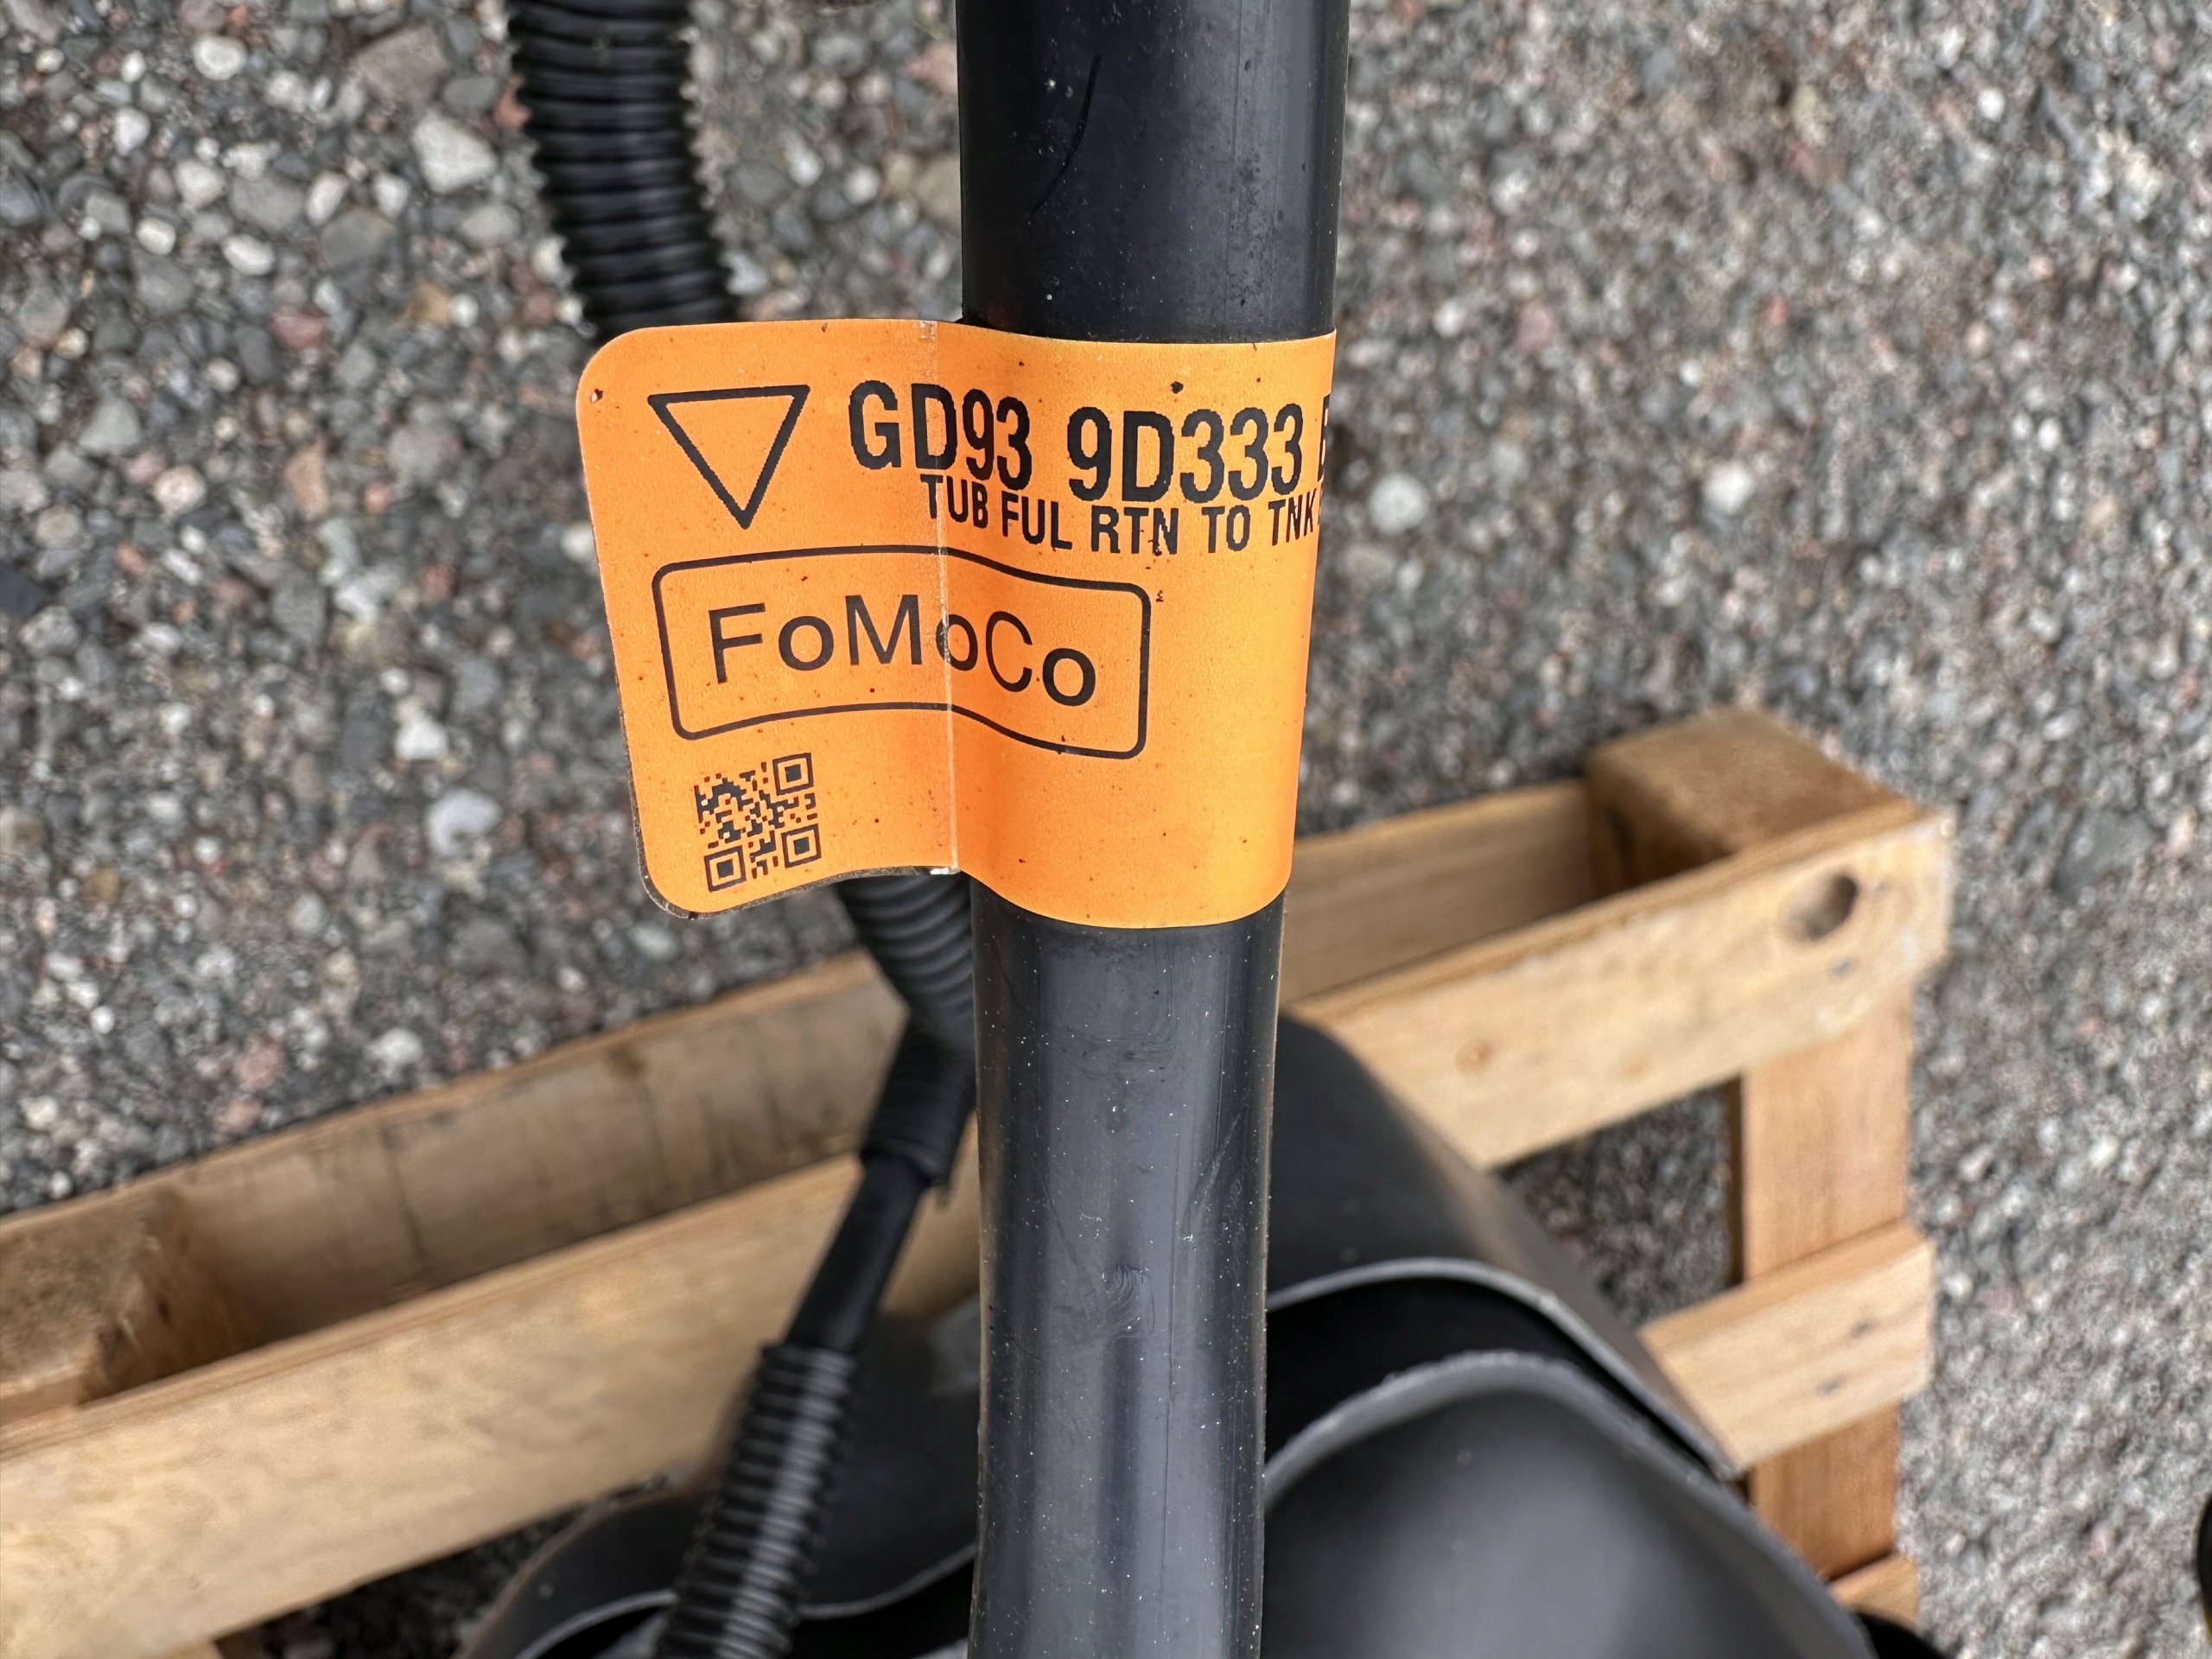 GD93 9D333
TUB FUL RTN TO TNK
FoMoCo